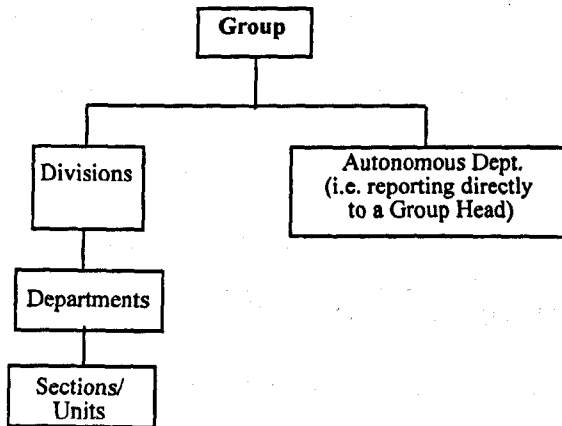 Group
Divisions
Autonomous Dept.
(i.e. reporting directly
to a Group Head)
Departments
Sections/
Units